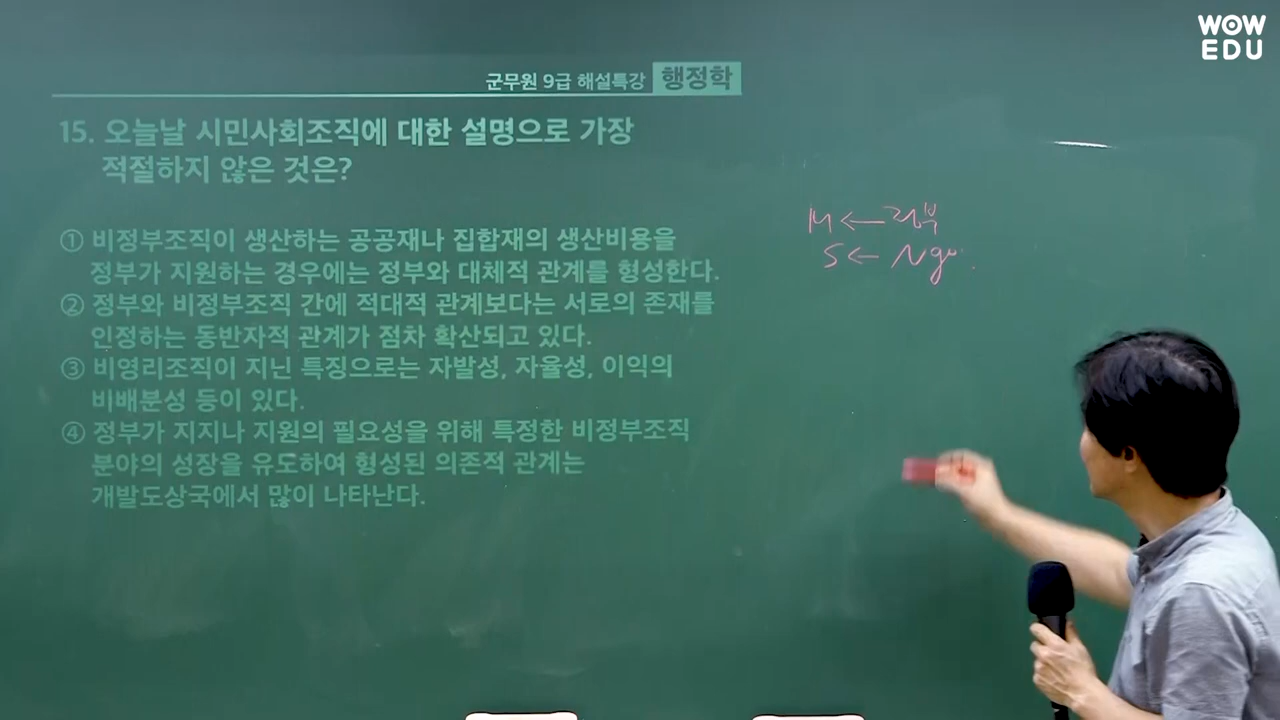 WOW
EDU
군무원 9급 해설특강 행정학
15. 오늘날 시민사회조직에 대한 설명으로 가장
적절하지 않은 것은?
① 비정부조직이 생산하는 공공재나 집합재의 생산비용을
정부가 지원하는 경우에는 정부와 대체적 관계를 형성한다.
② 정부와 비정부조직 간에 적대적 관계보다는 서로의 존재를
인정하는 동반자적 관계가 점차 확산되고 있다.
③ 비영리조직이 지닌 특징으로는 자발성, 자율성, 이익의
비배분성 등이 있다.
④ 정부가 지지나 지원의 필요성을 위해 특정한 비정부조직
분야의 성장을 유도하여 형성된 의존적 관계는
개발도상국에서 많이 나타난다.
M ←
S ← Ngo